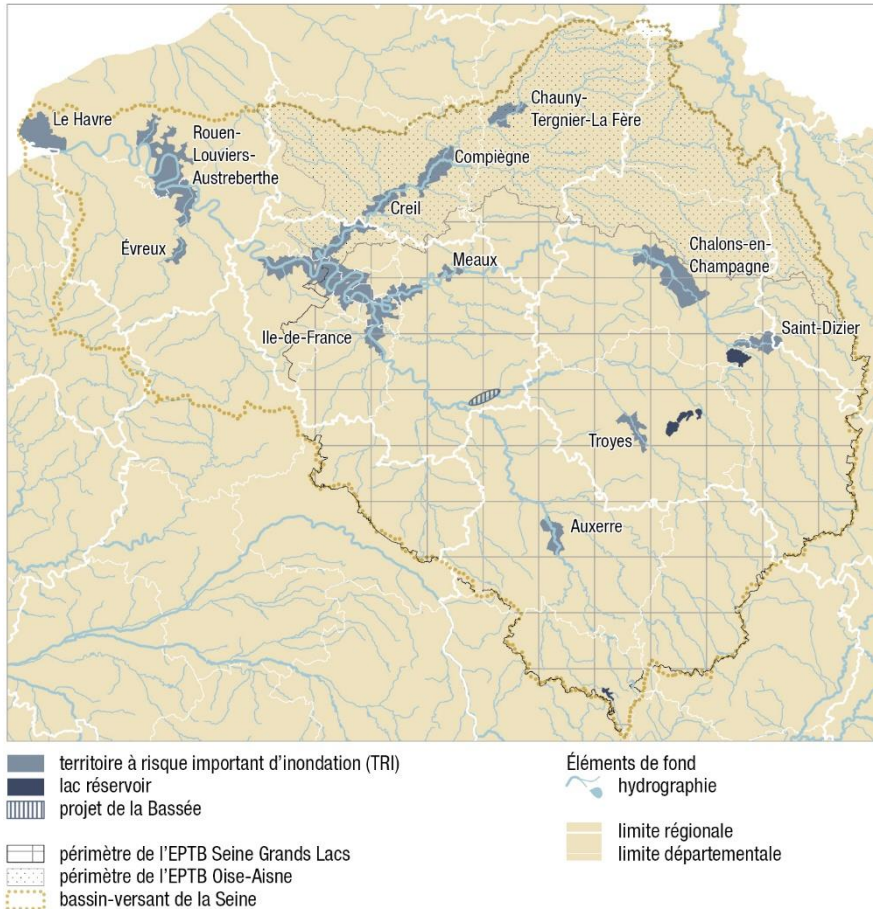 Le Havre
Rouen-
Louviers-
Austreberthe
Évreux
Chauny-
Tergnier-La Fère
Compiègne
Creil
Meaux
Ile-de-France
Chalons-en-
Champagne
Saint-Dizier
Troyes
Auxerre
territoire à risque important d'inondation (TRI)
lac réservoir
projet de la Bassée
périmètre de l'EPTB Seine Grands Lacs
périmètre de l'EPTB Oise-Aisne
bassin-versant de la Seine
Éléments de fond
hydrographie
limite régionale
limite départementale